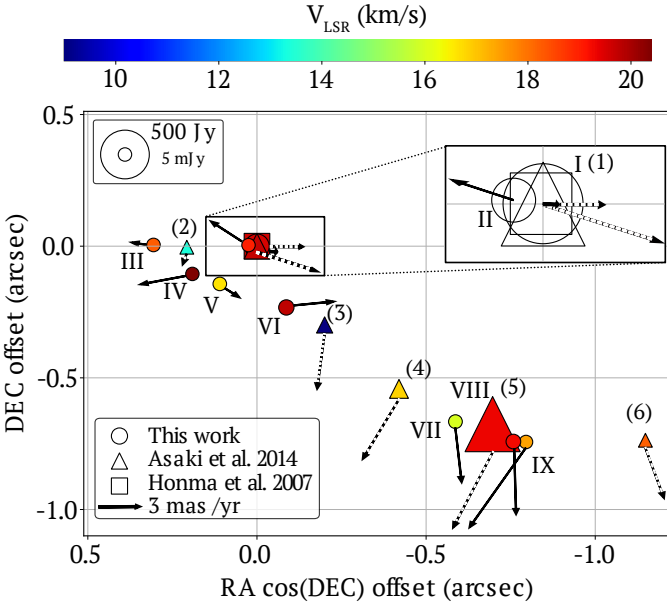 V_LSR (km/s)
10 12 14 16 18 20
0.5
0.0
-0.5
-1.0
DEC offset (arcsec)
500 Jy
5 mJy
I (1)
II
III
(2)
IV
V
VI
(3)
(4)
VIII (5)
VII
IX
(6)
This work
Asaki et al. 2014
Honma et al. 2007
3 mas /yr
0.5 0.0 -0.5 -1.0
RA cos(DEC) offset (arcsec)